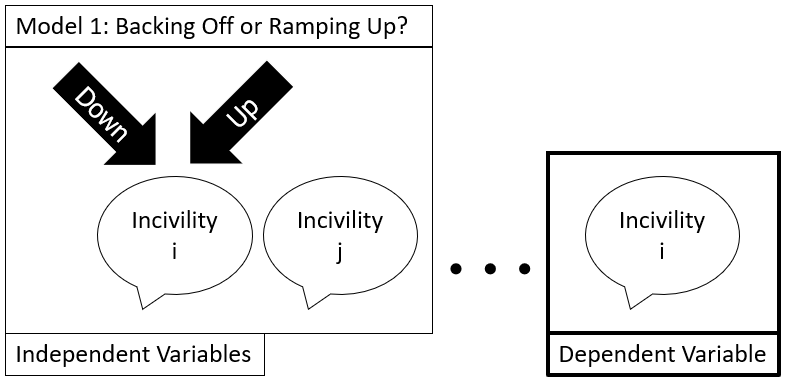 Model 1: Backing Off or Ramping Up?
Down
Up
Incivility
i
Incivility
j
Incivility
i
Independent Variables
Dependent Variable